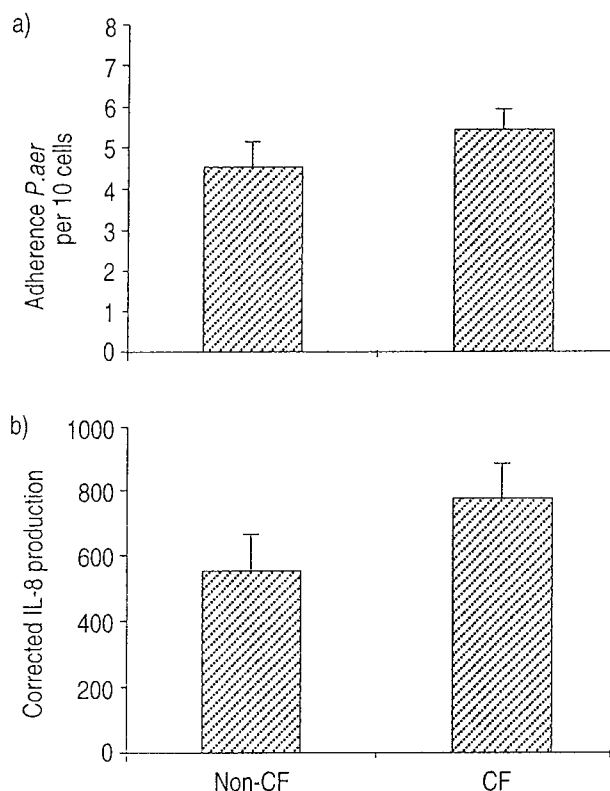 a)
Adherence P.aer
per 10 cells
8
7
6
5
4
3
2
1
0
b)
Corrected IL-8 production
1000
800
600
400
200
0
Non-CF
CF